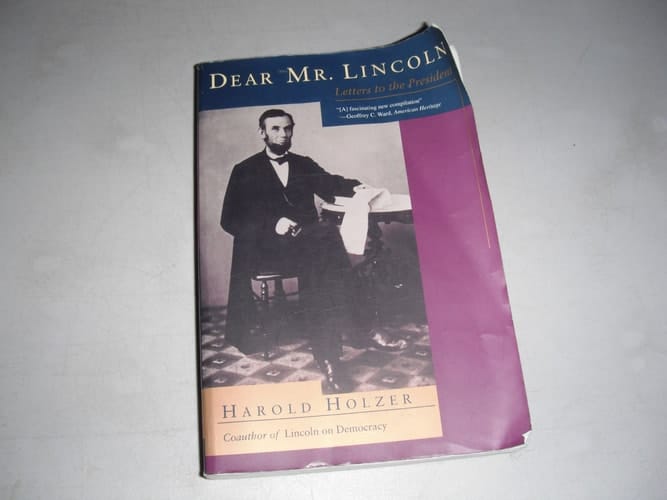 DEAR MR. LINCOLN
Letters to the President
"[A] fascinating new compilation"
—Geoffrey C. Ward, American Heritage
HAROLD HOLZER
Coauthor of Lincoln on Democracy